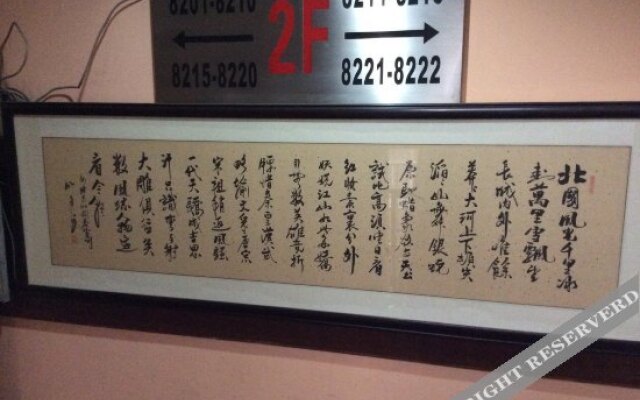 8201-8210
2F
8215-8220
8221-8222
北國風光千里冰
封萬里雪飄望
長城内外惟餘
莽莽大河上下頓失
滔滔山舞銀蛇
原馳蠟象欲與天公
試比高須晴日看
紅妝素裹分外
妖嬈江山如此多嬌
引無數英雄競折
腰惜秦皇漢武
略輸文采唐宗
宋祖稍遜風騷
一代天驕成吉思
汗只識彎弓射
大雕俱往矣
數風流人物還
看今朝
RIGHT RESERVERD